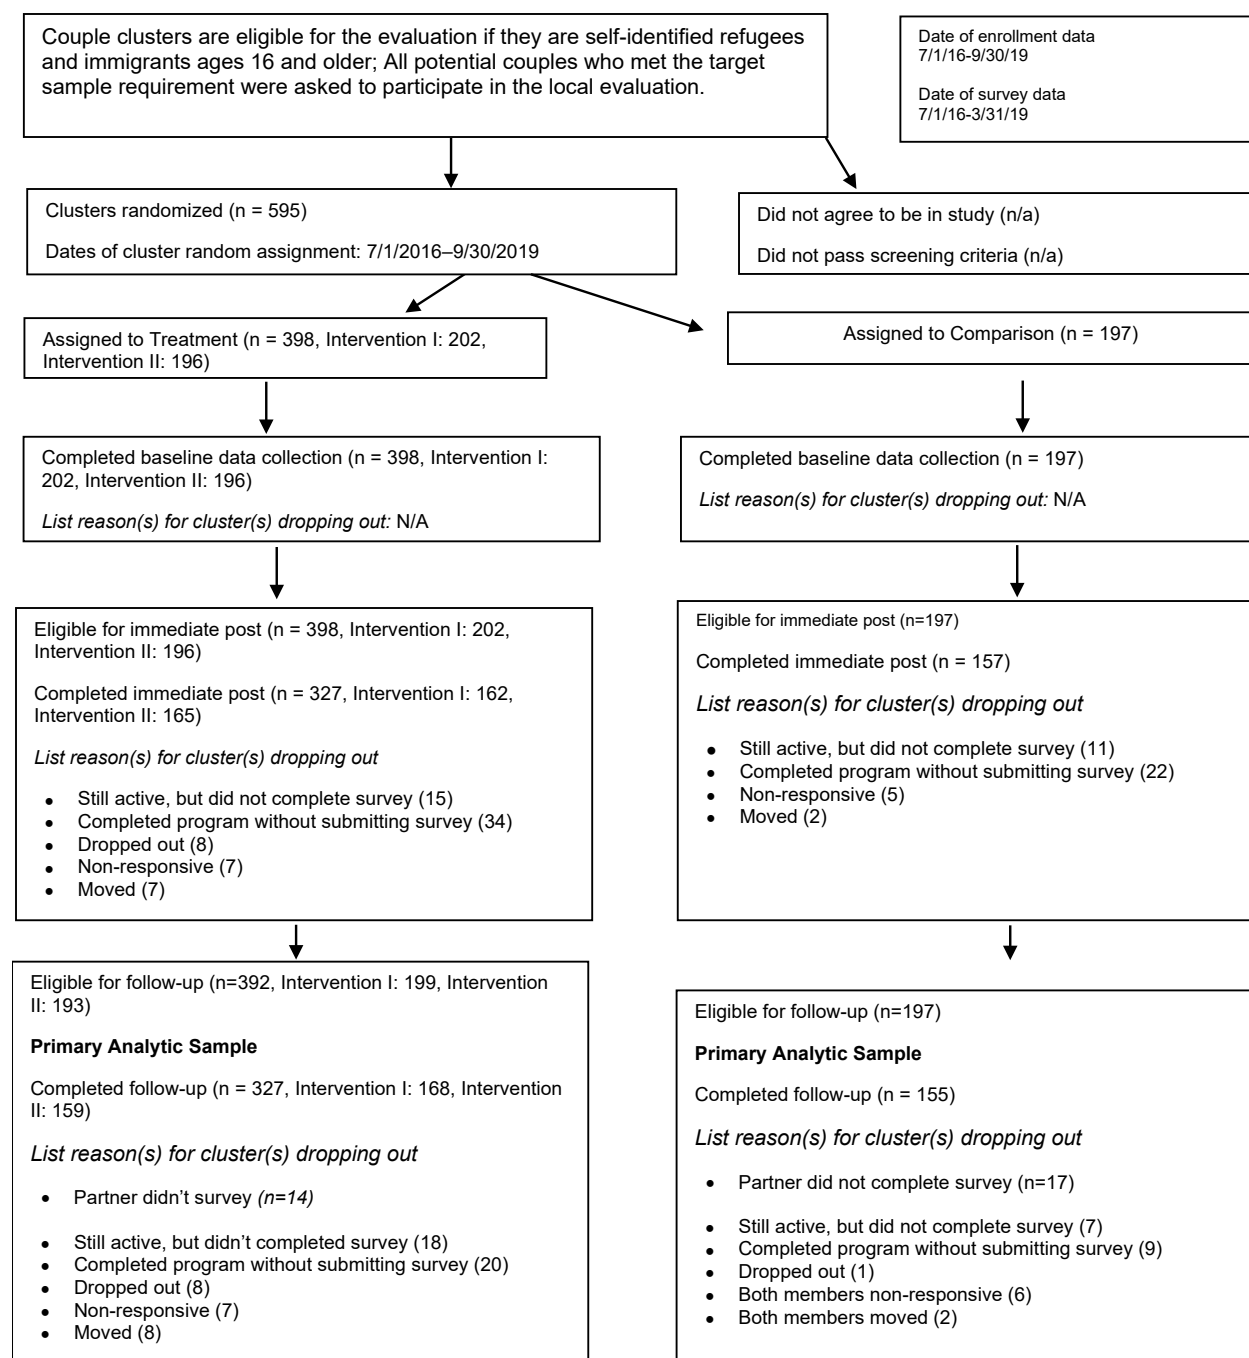 Couple clusters are eligible for the evaluation if they are self-identified refugees
and immigrants ages 16 and older; All potential couples who met the target
sample requirement were asked to participate in the local evaluation.
Date of enrollment data
7/1/16-9/30/19
Date of survey data
7/1/16-3/31/19
Clusters randomized (n = 595)
Dates of cluster random assignment: 7/1/2016–9/30/2019
Did not agree to be in study (n/a)
Did not pass screening criteria (n/a)
Assigned to Treatment (n = 398, Intervention I: 202,
Intervention II: 196)
Assigned to Comparison (n = 197)
Completed baseline data collection (n = 398, Intervention I:
202, Intervention II: 196)
List reason(s) for cluster(s) dropping out: N/A
Completed baseline data collection (n = 197)
List reason(s) for cluster(s) dropping out: N/A
Eligible for immediate post (n = 398, Intervention I: 202,
Intervention II: 196)
Completed immediate post (n = 327, Intervention I: 162,
Intervention II: 165)
List reason(s) for cluster(s) dropping out
• Still active, but did not complete survey (15)
• Completed program without submitting survey (34)
• Dropped out (8)
• Non-responsive (7)
• Moved (7)
Eligible for immediate post (n=197)
Completed immediate post (n = 157)
List reason(s) for cluster(s) dropping out
• Still active, but did not complete survey (11)
• Completed program without submitting survey (22)
• Non-responsive (5)
• Moved (2)
Eligible for follow-up (n=392, Intervention I: 199, Intervention
II: 193)
Primary Analytic Sample
Completed follow-up (n = 327, Intervention I: 168, Intervention
II: 159)
List reason(s) for cluster(s) dropping out
• Partner didn’t survey (n=14)
• Still active, but didn’t completed survey (18)
• Completed program without submitting survey (20)
• Dropped out (8)
• Non-responsive (7)
• Moved (8)
Eligible for follow-up (n=197)
Primary Analytic Sample
Completed follow-up (n = 155)
List reason(s) for cluster(s) dropping out
• Partner did not complete survey (n=17)
• Still active, but did not complete survey (7)
• Completed program without submitting survey (9)
• Dropped out (1)
• Both members non-responsive (6)
• Both members moved (2)